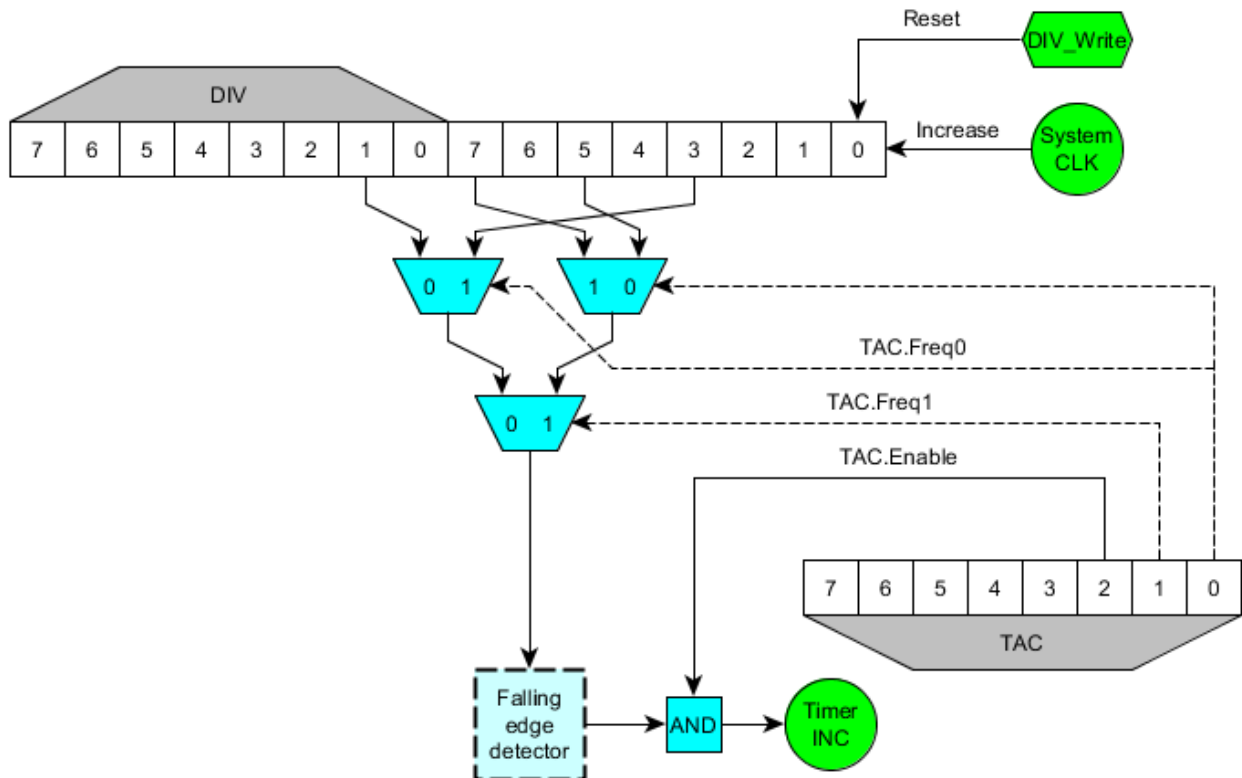 Reset
DIV_Write
DIV
7 6 5 4 3 2 1 0 7 6 5 4 3 2 1 0
Increase
System
CLK
0 1
1 0
TAC.Freq0
TAC.Freq1
0 1
TAC.Enable
7 6 5 4 3 2 1 0
TAC
Falling
edge
detector
AND
Timer
INC